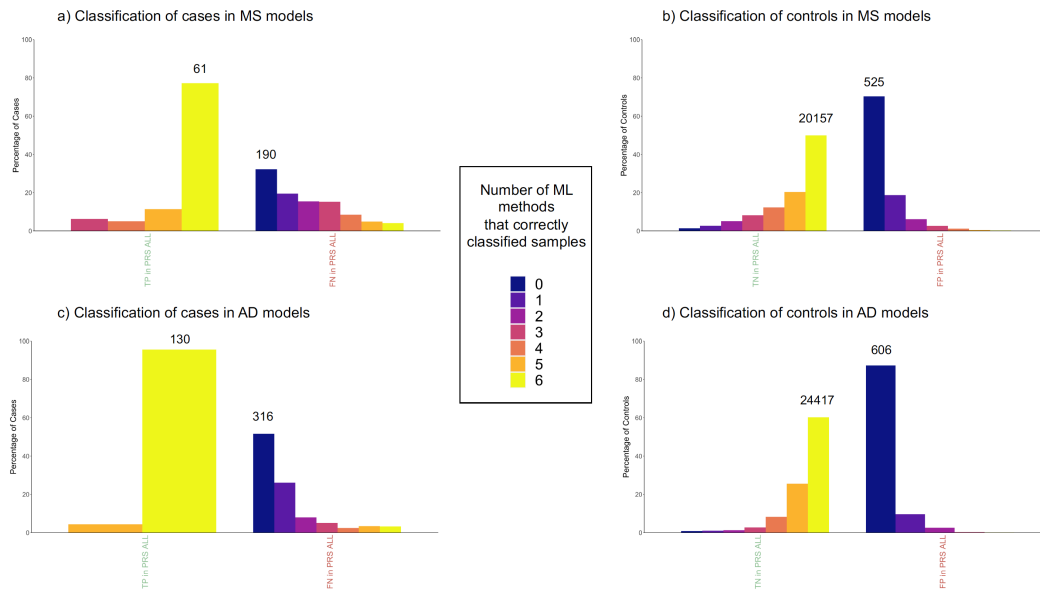 a) Classification of cases in MS models
100
80
60
40
20
0
Percentage of Cases
61
190
TP in PRS ALL
FN in PRS ALL
b) Classification of controls in MS models
100
80
60
40
20
0
Percentage of Controls
20157
525
TN in PRS ALL
FP in PRS ALL
Number of ML
methods
that correctly
classified samples
0
1
2
3
4
5
6
c) Classification of cases in AD models
100
80
60
40
20
0
Percentage of Cases
130
316
TP in PRS ALL
FN in PRS ALL
d) Classification of controls in AD models
100
80
60
40
20
0
Percentage of Controls
24417
606
TN in PRS ALL
FP in PRS ALL